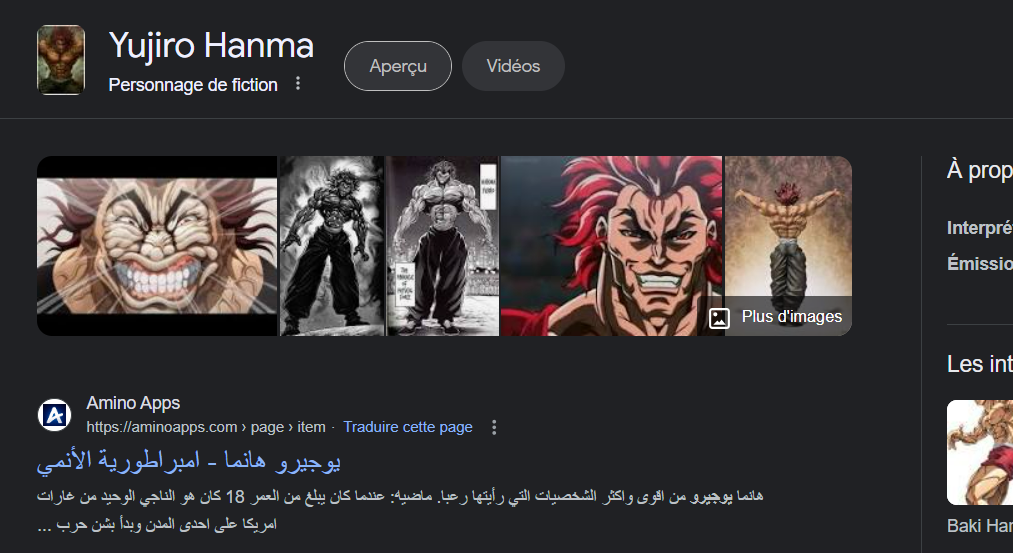 Yujiro Hanma
Personnage de fiction
Aperçu
Vidéos
Plus d'images
À prop
Interpré
Émissio
Les int
Baki Har
Amino Apps
https://aminoapps.com › page › item · Traduire cette page
يوجيرو هانما - امبراطورية الأنمي
هانما يوجيرو من اقوى واكثر الشخصيات التي رأيتها رعبا. ماضيه: عندما كان يبلغ من العمر 18 كان هو الناجي الوحيد من غارات
امريكا على احدى المدن وبدأ بشن حرب ...